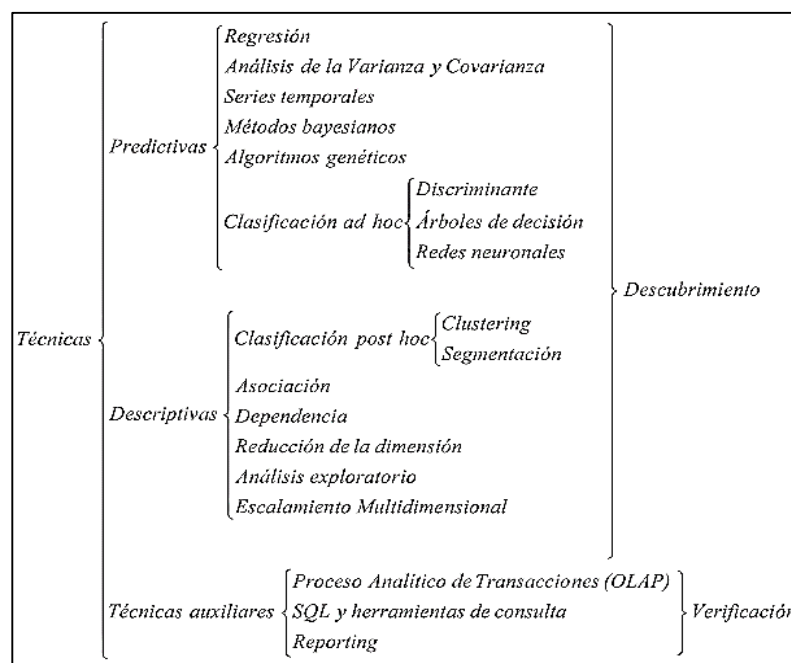 Regresión
Análisis de la Varianza y Covarianza
Series temporales
Métodos bayesianos
Predictivas
Algoritmos genéticos
Discriminante
Clasificación ad hoc
Árboles de decisión
Redes neuronales
Descubrimiento
Técnicas
Clasificación post hoc
Clustering
Segmentación
Asociación
Descriptivas
Dependencia
Reducción de la dimensión
Análisis exploratorio
Escalamiento Multidimensional
Técnicas auxiliares
Proceso Analítico de Transacciones (OLAP)
SQL y herramientas de consulta
Reporting
Verificación